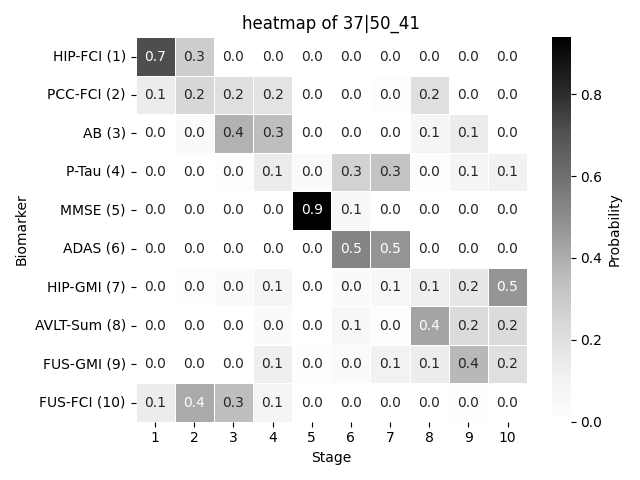 heatmap of 37|50_41
HIP-FCI (1) 0.7 0.3 0.0 0.0 0.0 0.0 0.0 0.0 0.0 0.0
PCC-FCI (2) 0.1 0.2 0.2 0.2 0.0 0.0 0.0 0.2 0.0 0.0
AB (3) 0.0 0.0 0.4 0.3 0.0 0.0 0.0 0.1 0.1 0.0
P-Tau (4) 0.0 0.0 0.0 0.1 0.0 0.3 0.3 0.0 0.1 0.1
MMSE (5) 0.0 0.0 0.0 0.0 0.9 0.1 0.0 0.0 0.0 0.0
ADAS (6) 0.0 0.0 0.0 0.0 0.0 0.5 0.5 0.0 0.0 0.0
HIP-GMI (7) 0.0 0.0 0.0 0.1 0.0 0.0 0.1 0.1 0.2 0.5
AVLT-Sum (8) 0.0 0.0 0.0 0.0 0.0 0.1 0.0 0.4 0.2 0.2
FUS-GMI (9) 0.0 0.0 0.0 0.1 0.0 0.0 0.1 0.1 0.4 0.2
FUS-FCI (10) 0.1 0.4 0.3 0.1 0.0 0.0 0.0 0.0 0.0 0.0
1 2 3 4 5 6 7 8 9 10
Stage
Biomarker
0.8
0.6
0.4
0.2
0.0
Probability